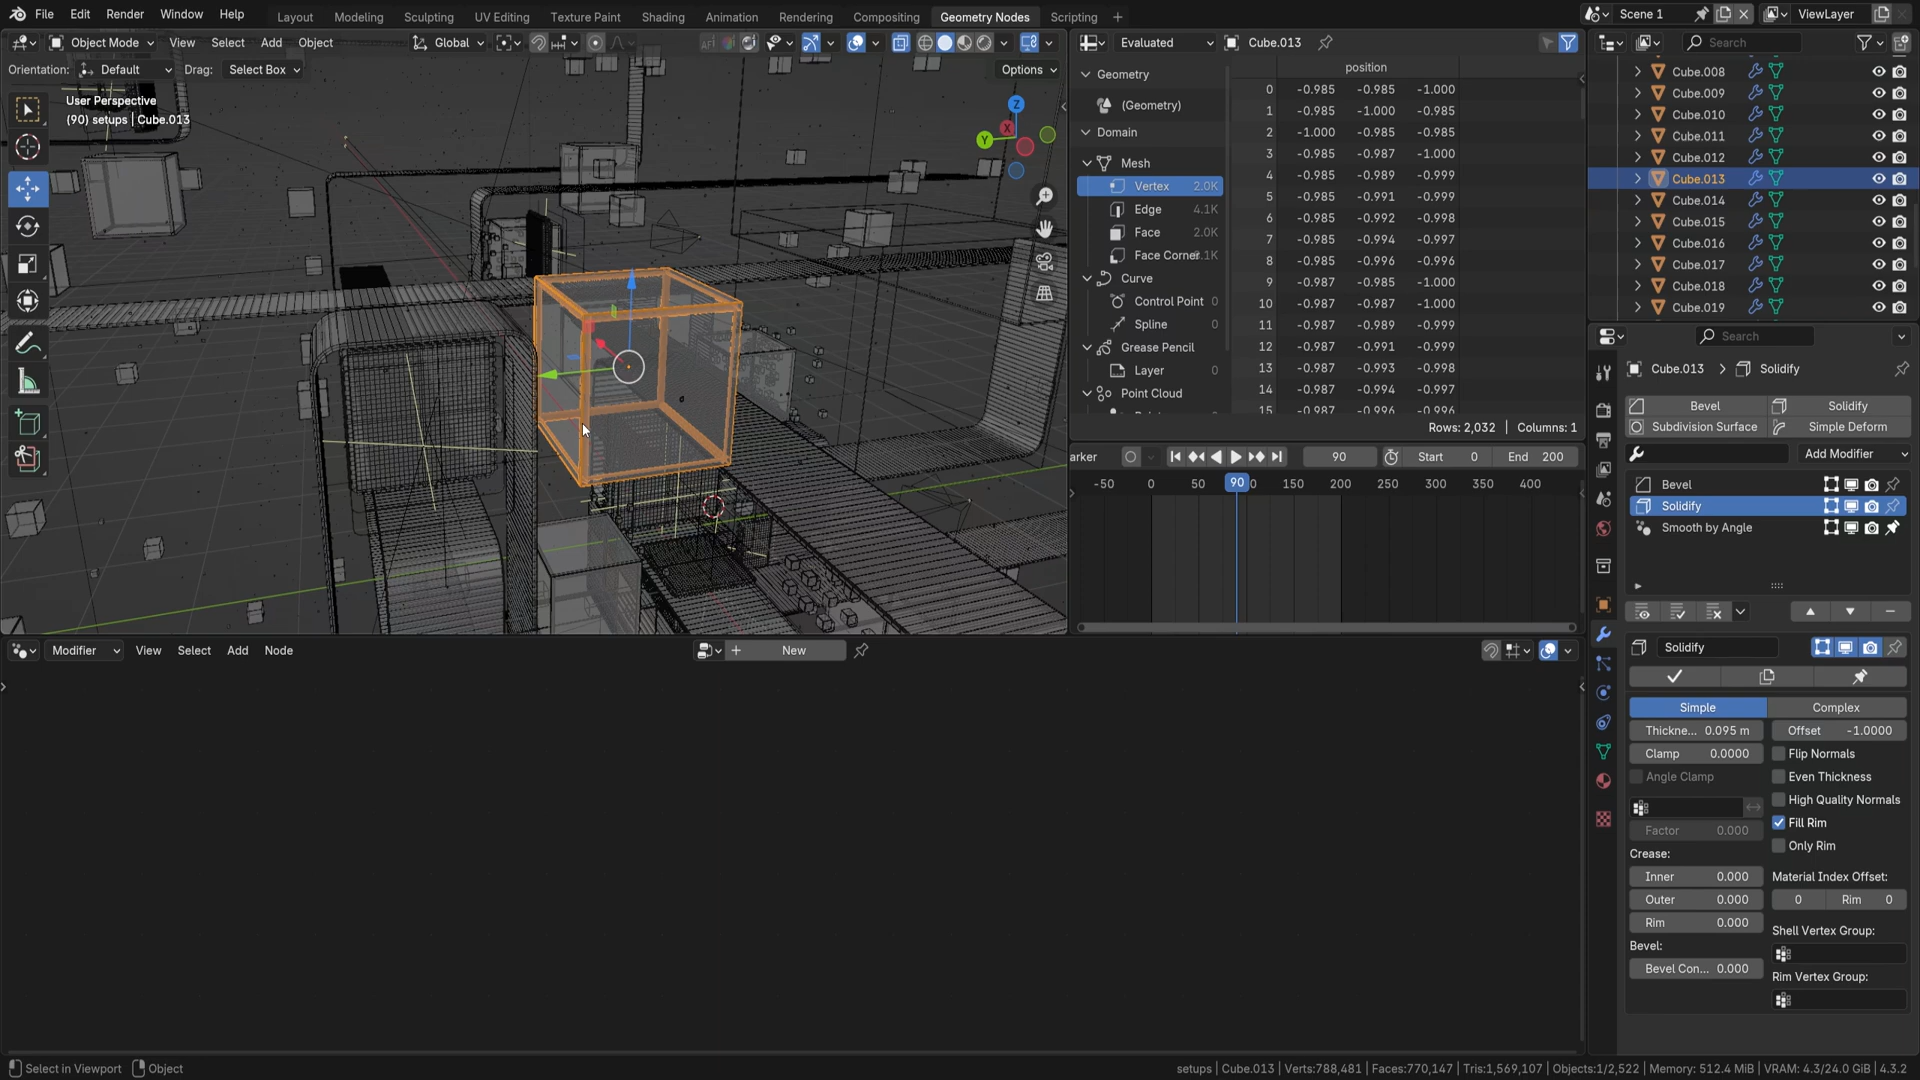 File Edit Render Window Help
Layout Modeling Sculpting UV Editing Texture Paint Shading Animation Rendering Compositing Geometry Nodes Scripting +
Scene 1 ViewLayer
Object Mode View Select Add Object Global
Orientation: Default Drag: Select Box Options
User Perspective
(90) setups | Cube.013
Z
X
Y
Evaluated Cube.013
Geometry
(Geometry)
Domain
Mesh
Vertex 2.0K
Edge 4.1K
Face 2.0K
Face Corner
Curve
Control Point 0
Spline 0
Grease Pencil
Layer 0
Point Cloud
position
0 -0.985 -0.985 -1.000
1 -0.985 -1.000 -0.985
2 -1.000 -0.985 -0.985
3 -0.985 -0.987 -1.000
4 -0.985 -0.989 -0.999
5 -0.985 -0.991 -0.999
6 -0.985 -0.992 -0.998
7 -0.985 -0.994 -0.997
8 -0.985 -0.996 -0.996
9 -0.987 -0.985 -1.000
10 -0.987 -0.987 -1.000
11 -0.987 -0.989 -0.999
12 -0.987 -0.991 -0.999
13 -0.987 -0.993 -0.998
14 -0.987 -0.994 -0.997
15 -0.987 -0.996 -0.996
Rows: 2,032 | Columns: 1
arker 90 Start 0 End 200
-50 0 50 90 150 200 250 300 350 400
Search
Cube.008
Cube.009
Cube.010
Cube.011
Cube.012
Cube.013
Cube.014
Cube.015
Cube.016
Cube.017
Cube.018
Cube.019
Search
Cube.013 Solidify
Bevel Solidify
Subdivision Surface Simple Deform
Add Modifier
Bevel
Solidify
Smooth by Angle
Solidify
Simple Complex
Thickne... 0.095 m Offset -1.0000
Clamp 0.0000 Flip Normals
Angle Clamp Even Thickness
High Quality Normals
Factor 0.000 Fill Rim
Only Rim
Crease:
Inner 0.000 Material Index Offset:
Outer 0.000 0 Rim 0
Rim 0.000 Shell Vertex Group:
Bevel:
Bevel Con... 0.000 Rim Vertex Group:
Modifier View Select Add Node + New
Select in Viewport Object
setups | Cube.013 | Verts:788,481 | Faces:770,147 | Tris:1,569,107 | Objects:1/2,522 | Memory: 512.4 MiB | VRAM: 4.3/24.0 GiB | 4.3.2